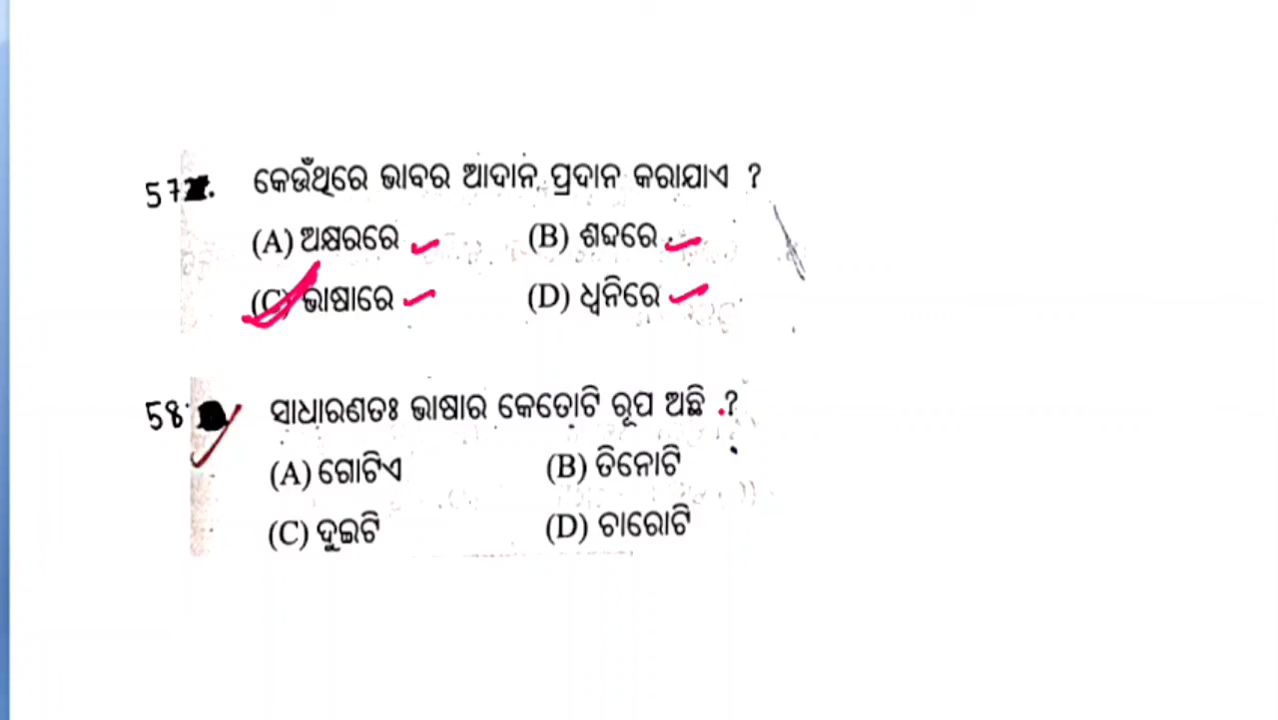 57. କେଉଁଥିରେ ଭାବର ଆଦାନ ପ୍ରଦାନ କରାଯାଏ ?
(A) ଅକ୍ଷରରେ (B) ଶବ୍ଦରେ
(C) ଭାଷାରେ (D) ଧ୍ୱନିରେ
58 ସାଧାରଣତଃ ଭାଷାର କେତୋଟି ରୂପ ଅଛି ?
(A) ଗୋଟିଏ (B) ତିନୋଟି
(C) ଦୁଇଟି (D) ଚାରୋଟି